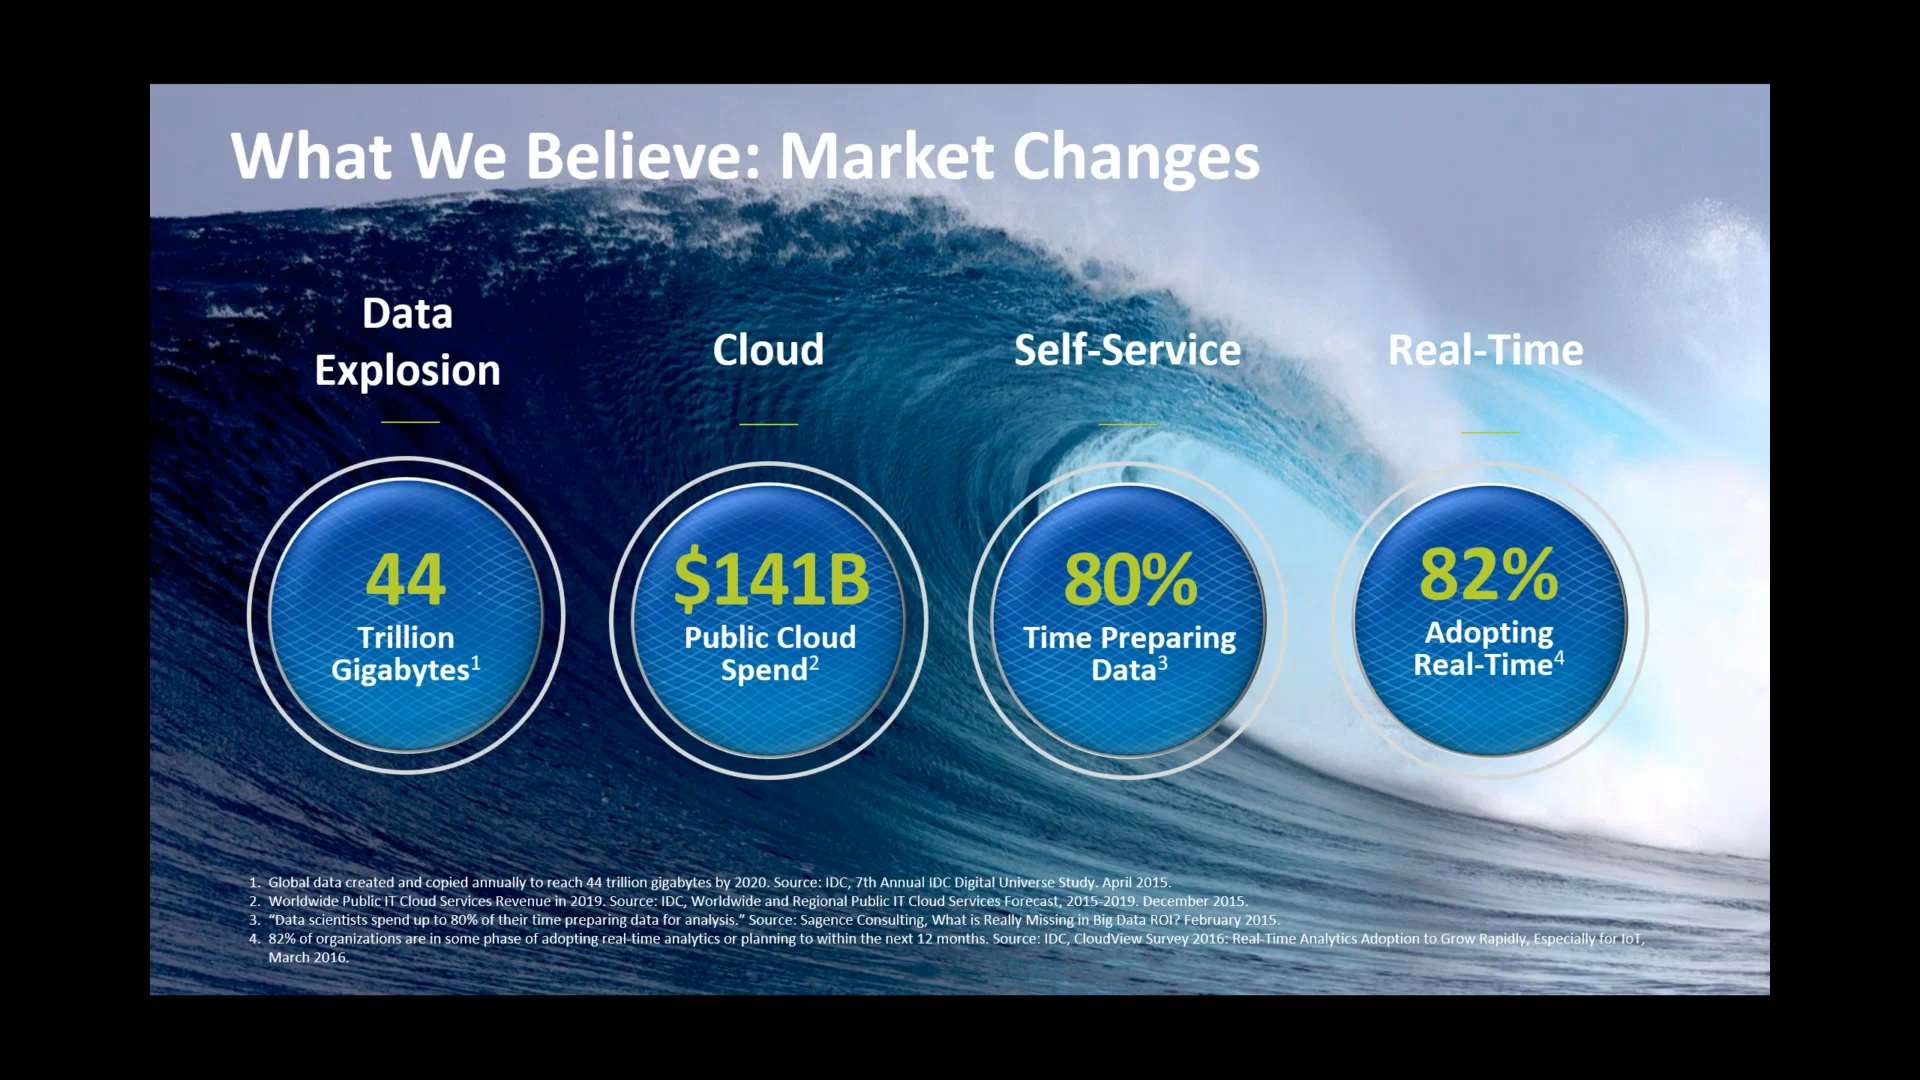 What We Believe: Market Changes
Data
Explosion
Cloud
Self-Service
Real-Time
44
Trillion
Gigabytes1
$141B
Public Cloud
Spend2
80%
Time Preparing
Data3
82%
Adopting
Real-Time4
1. Global data created and copied annually to reach 44 trillion gigabytes by 2020. Source: IDC, 7th Annual IDC Digital Universe Study. April 2015.
2. Worldwide Public IT Cloud Services Revenue in 2019. Source: IDC, Worldwide and Regional Public IT Cloud Services Forecast, 2015-2019. December 2015.
3. “Data scientists spend up to 80% of their time preparing data for analysis.” Source: Sagence Consulting, What is Really Missing in Big Data ROI? February 2015.
4. 82% of organizations are in some phase of adopting real-time analytics or planning to within the next 12 months. Source: IDC, CloudView Survey 2016: Real-Time Analytics Adoption to Grow Rapidly, Especially for IoT,
March 2016.